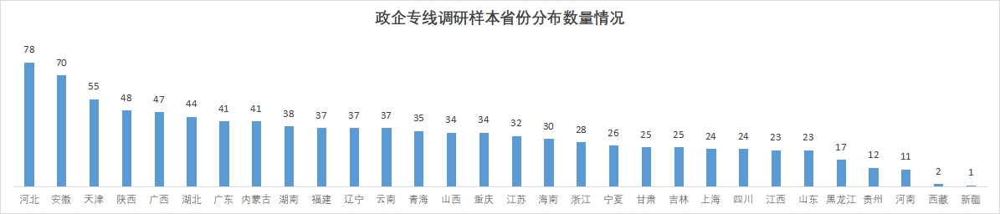 政企专线调研样本省份分布数量情况
78 70 55 48 47 44 41 41 38 37 37 37 35 34 34 32 30 28 26 25 25 24 24 23 23 17 12 11 2 1
河北 安徽 天津 陕西 广西 湖北 广东 内蒙古 湖南 福建 辽宁 云南 青海 山西 重庆 江苏 海南 浙江 宁夏 甘肃 吉林 上海 四川 江西 山东 黑龙江 贵州 河南 西藏 新疆